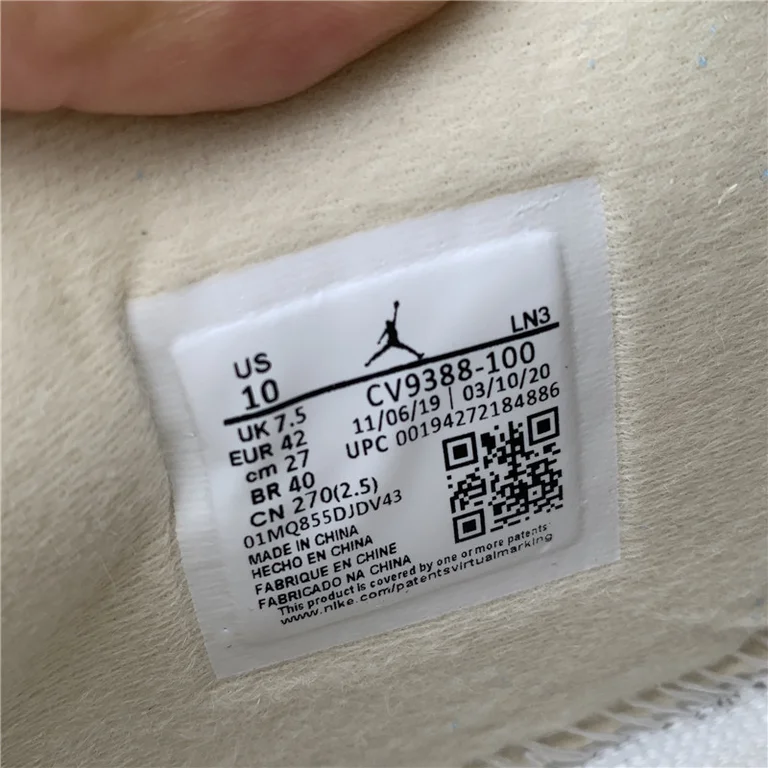 LN3
US
10
CV9388-100
11/06/19 | 03/10/20
UPC 00194272184886
UK 7.5
EUR 42
cm 27
BR 40
CN 270(2.5)
01MQ855DJDV43
MADE IN CHINA
HECHO EN CHINA
FABRIQUE EN CHINE
FABRICADO NA CHINA
This product is covered by one or more patents
www.nike.com/patentsvirtualmarking